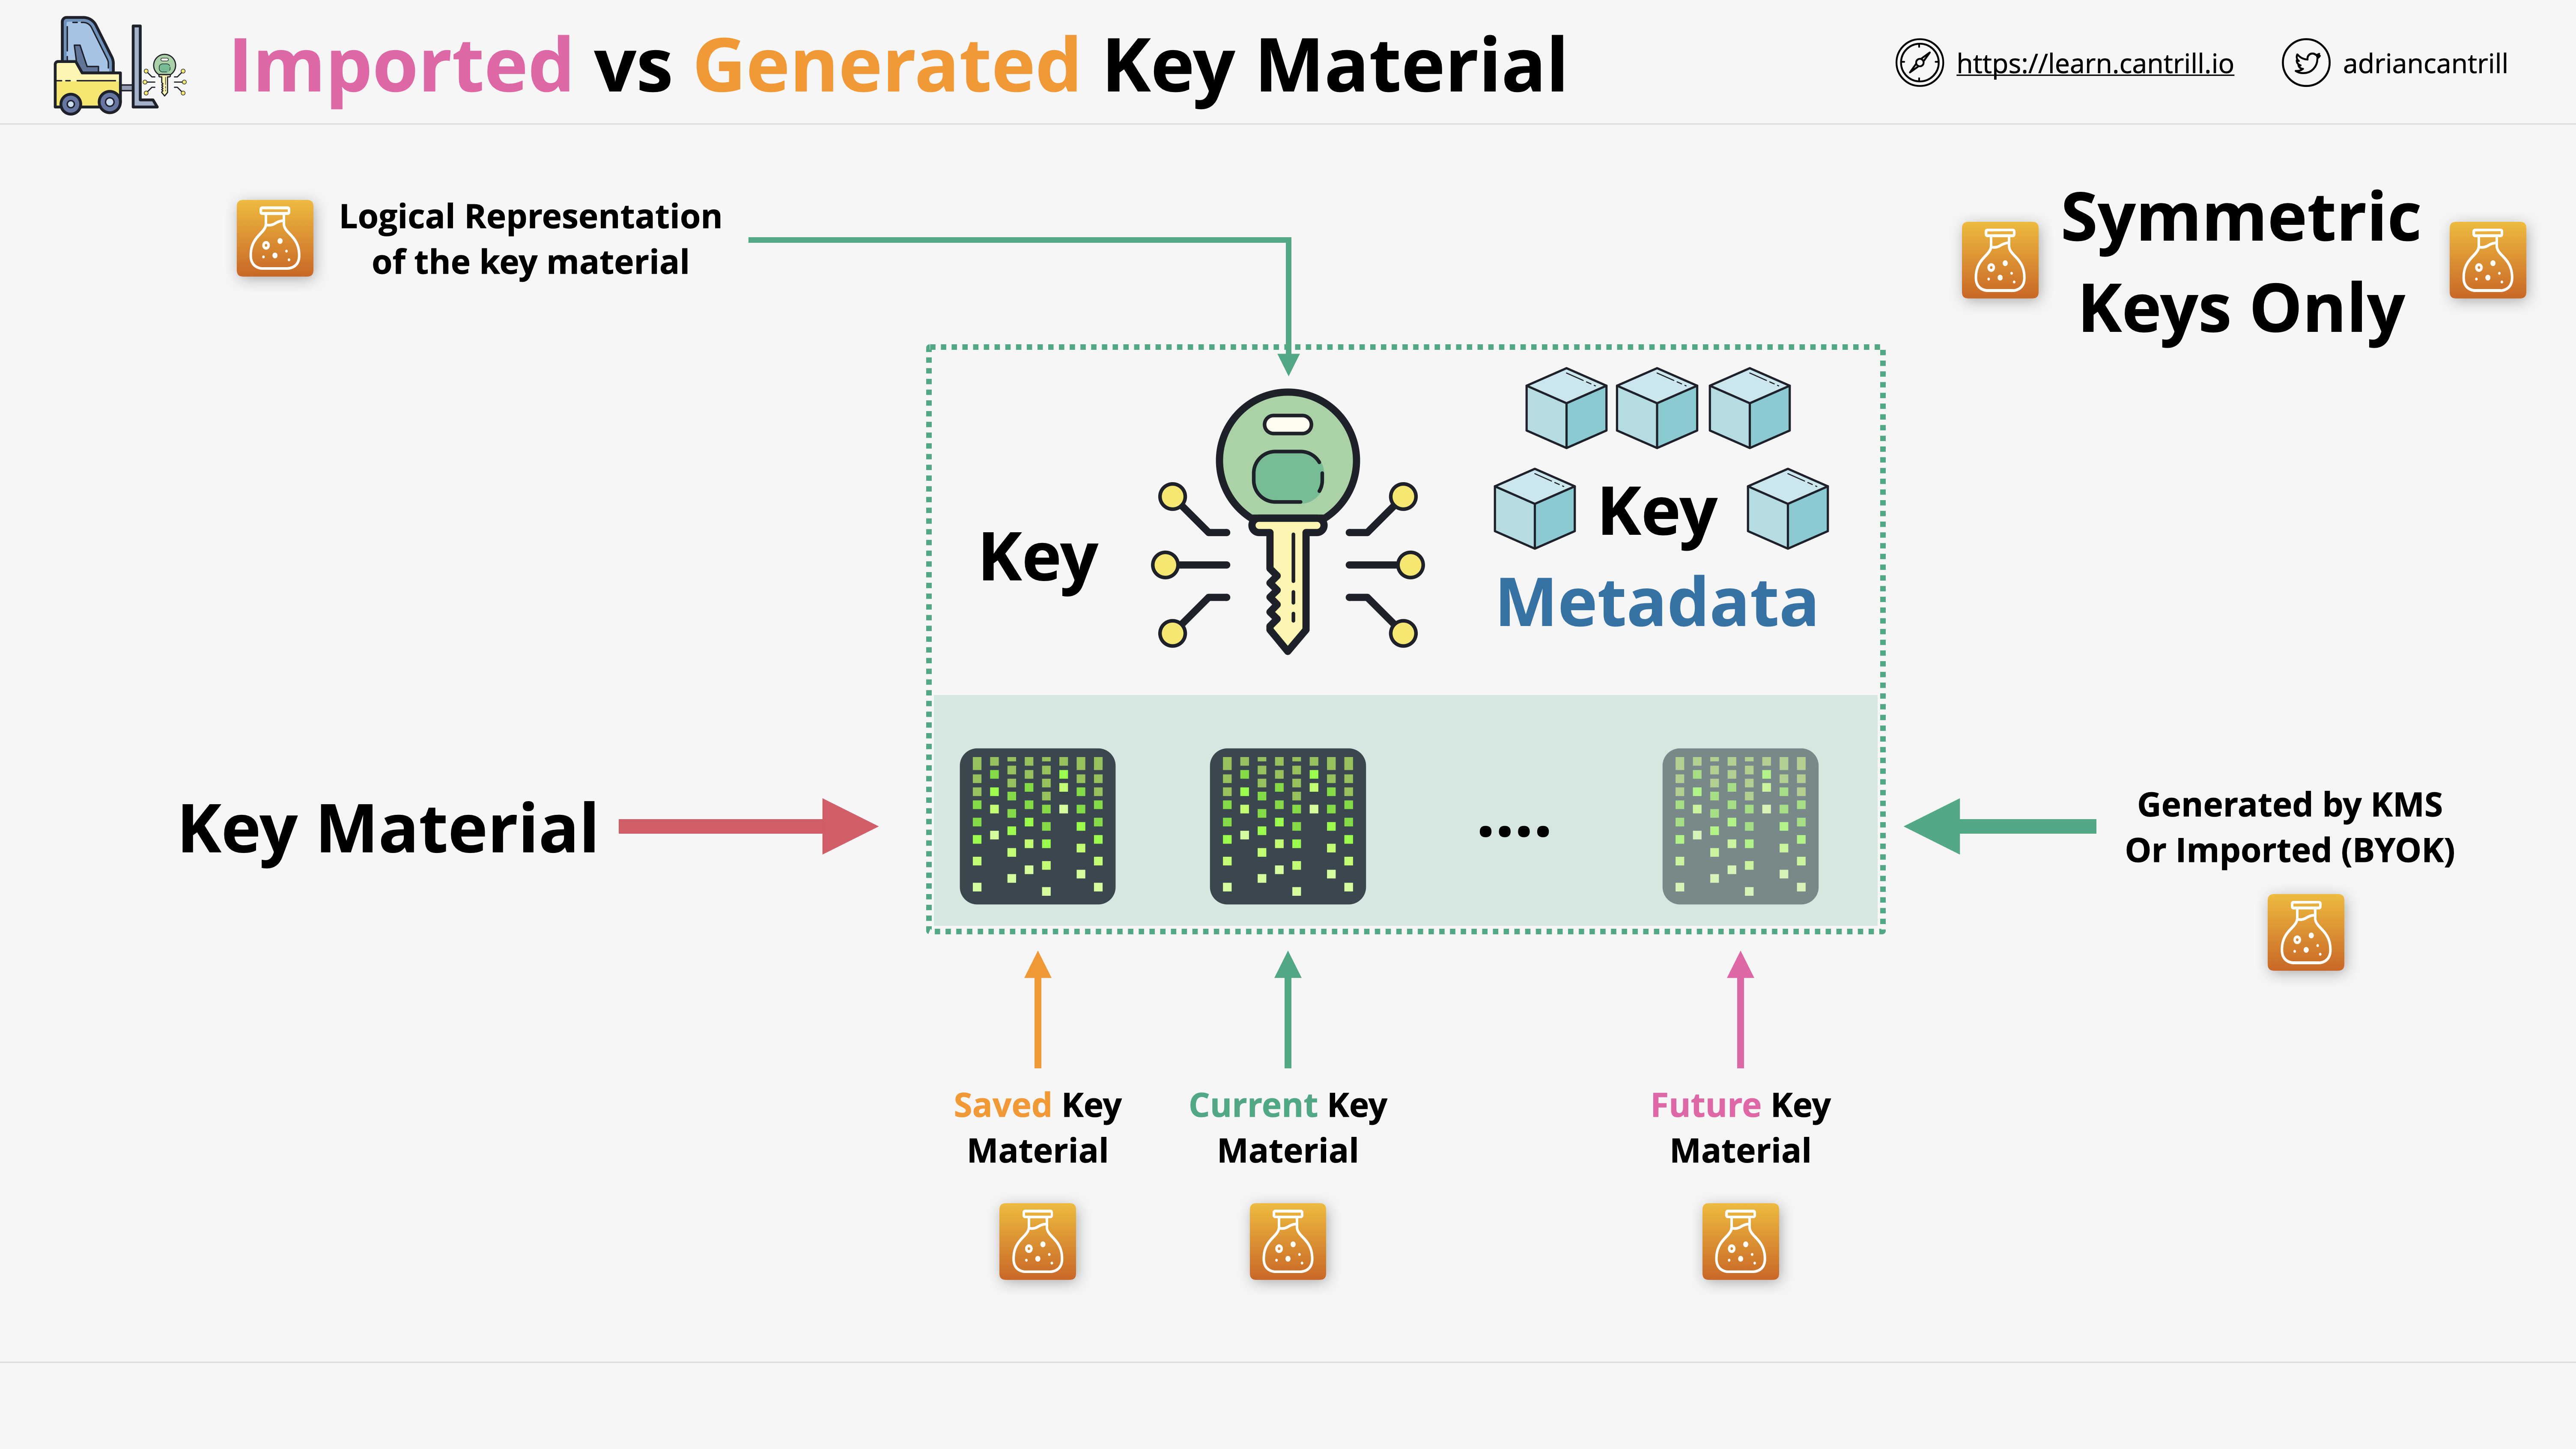 Imported vs Generated Key Material
https://learn.cantrill.io
adriancantrill
Logical Representation
of the key material
Symmetric
Keys Only
Key
Key
Metadata
Key Material
....
Generated by KMS
Or Imported (BYOK)
Saved Key
Material
Current Key
Material
Future Key
Material